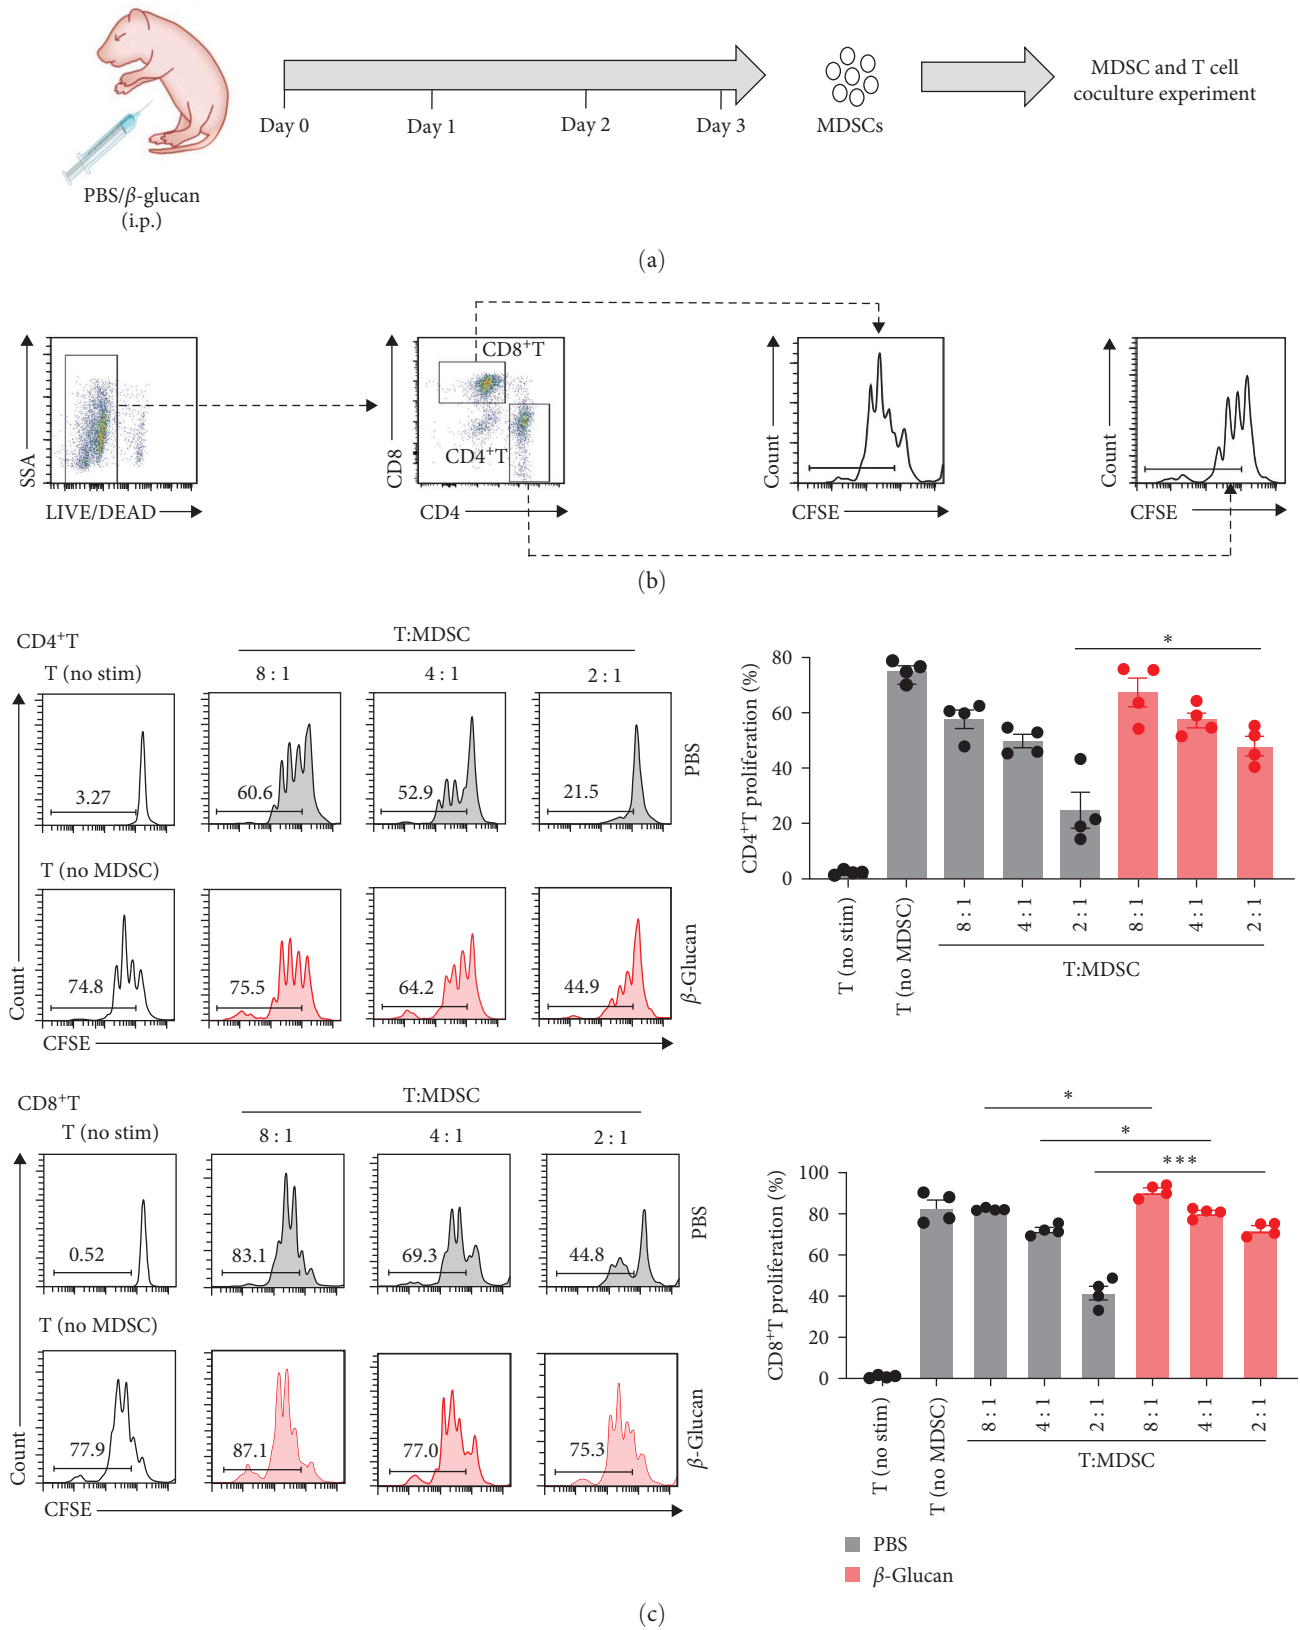 PBS/β-glucan
(i.p.)
Day 0
Day 1
Day 2
Day 3
MDSCs
MDSC and T cell
coculture experiment
(a)
SSA
LIVE/DEAD
CD8
CD8⁺T
CD4⁺T
CD4
Count
CFSE
Count
CFSE
(b)
CD4⁺T
T:MDSC
T (no stim)
8 : 1
4 : 1
2 : 1
3.27
60.6
52.9
21.5
PBS
T (no MDSC)
74.8
75.5
64.2
44.9
β-Glucan
Count
CFSE
CD4⁺T proliferation (%)
80
60
40
20
0
*
T (no stim)
T (no MDSC)
8 : 1
4 : 1
2 : 1
8 : 1
4 : 1
2 : 1
T:MDSC
CD8⁺T
T:MDSC
T (no stim)
8 : 1
4 : 1
2 : 1
0.52
83.1
69.3
44.8
PBS
T (no MDSC)
77.9
87.1
77.0
75.3
β-Glucan
Count
CFSE
CD8⁺T proliferation (%)
100
80
60
40
20
0
*
*
***
T (no stim)
T (no MDSC)
8 : 1
4 : 1
2 : 1
8 : 1
4 : 1
2 : 1
T:MDSC
PBS
β-Glucan
(c)